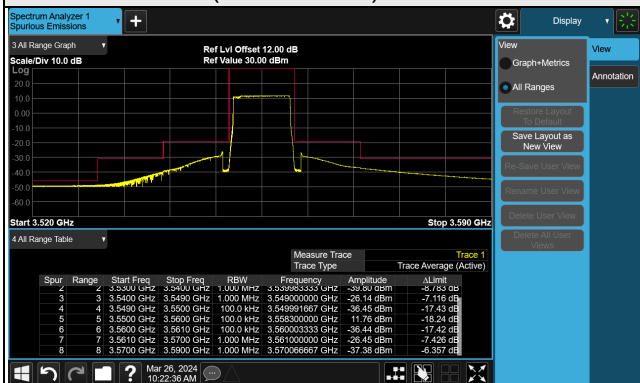 Spectrum Analyzer 1
Spurious Emissions
Display
3 All Range Graph
Scale/Div 10.0 dB
Ref Lvl Offset 12.00 dB
Ref Value 30.00 dBm
Log
20.0
10.0
0.00
-10.0
-20.0
-30.0
-40.0
-50.0
-60.0
Start 3.520 GHz
Stop 3.590 GHz
4 All Range Table
Measure Trace Trace 1
Trace Type Trace Average (Active)
Spur Range Start Freq Stop Freq RBW Frequency Amplitude ΔLimit
2 2 3.5300 GHz 3.5400 GHz 1.000 MHz 3.539983333 GHz -39.80 dBm -8.783 dB
3 3 3.5400 GHz 3.5490 GHz 1.000 MHz 3.549000000 GHz -26.14 dBm -7.116 dB
4 4 3.5490 GHz 3.5500 GHz 100.0 kHz 3.549991667 GHz -36.45 dBm -17.43 dB
5 5 3.5500 GHz 3.5600 GHz 100.0 kHz 3.558300000 GHz 11.76 dBm -18.24 dB
6 6 3.5600 GHz 3.5610 GHz 100.0 kHz 3.560003333 GHz -36.44 dBm -17.42 dB
7 7 3.5610 GHz 3.5700 GHz 1.000 MHz 3.561000000 GHz -26.45 dBm -7.426 dB
8 8 3.5700 GHz 3.5900 GHz 1.000 MHz 3.570066667 GHz -37.38 dBm -6.357 dB
Mar 26, 2024
10:22:36 AM
View
Graph+Metrics
All Ranges
Restore Layout
To Default
Save Layout as
New View
Re-Save User View
Rename User View
Delete User View
Delete All User
Views
View
Annotation